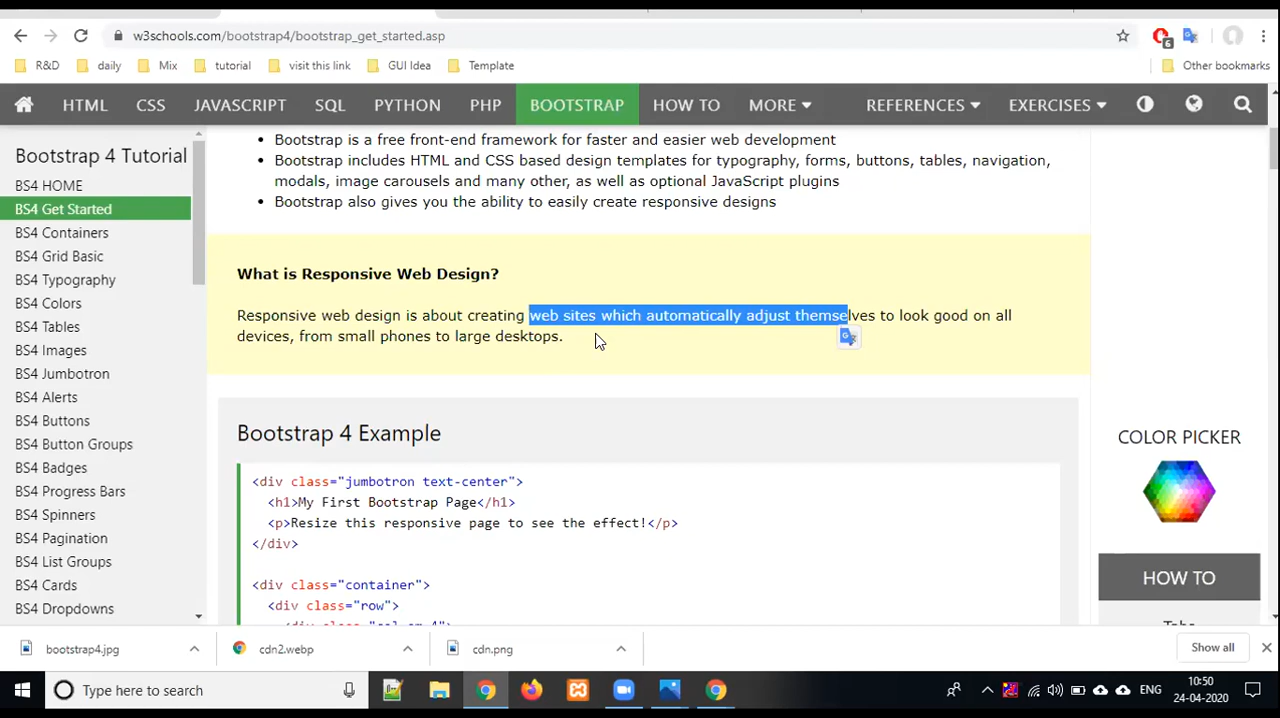 w3schools.com/bootstrap4/bootstrap_get_started.asp
6
R&D daily Mix tutorial visit this link GUI Idea Template Other bookmarks
HTML CSS JAVASCRIPT SQL PYTHON PHP BOOTSTRAP HOW TO MORE REFERENCES EXERCISES
Bootstrap 4 Tutorial
BS4 HOME
BS4 Get Started
BS4 Containers
BS4 Grid Basic
BS4 Typography
BS4 Colors
BS4 Tables
BS4 Images
BS4 Jumbotron
BS4 Alerts
BS4 Buttons
BS4 Button Groups
BS4 Badges
BS4 Progress Bars
BS4 Spinners
BS4 Pagination
BS4 List Groups
BS4 Cards
BS4 Dropdowns
• Bootstrap is a free front-end framework for faster and easier web development
• Bootstrap includes HTML and CSS based design templates for typography, forms, buttons, tables, navigation,
modals, image carousels and many other, as well as optional JavaScript plugins
• Bootstrap also gives you the ability to easily create responsive designs
What is Responsive Web Design?
Responsive web design is about creating web sites which automatically adjust themselves to look good on all
devices, from small phones to large desktops.
Bootstrap 4 Example
<div class="jumbotron text-center">
<h1>My First Bootstrap Page</h1>
<p>Resize this responsive page to see the effect!</p>
</div>
<div class="container">
<div class="row">
<div class="col-sm-4">
COLOR PICKER
HOW TO
Tabs
bootstrap4.jpg cdn2.webp cdn.png Show all
Type here to search
ENG
10:50
24-04-2020